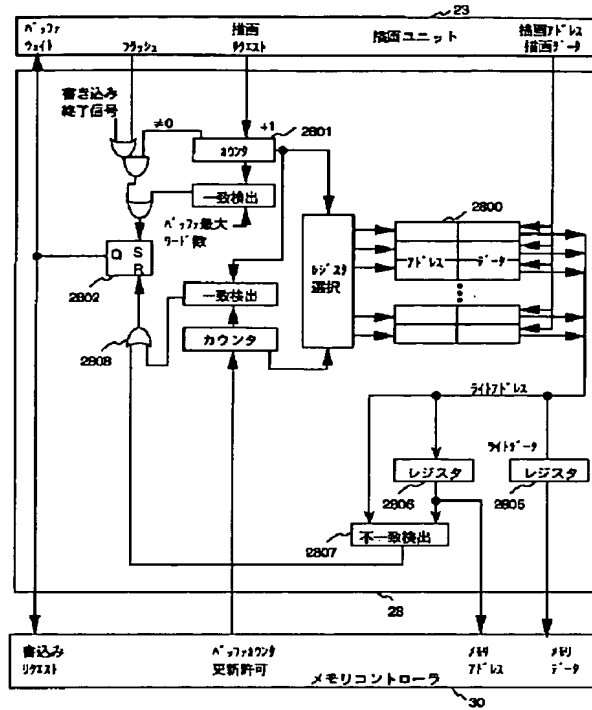 23
ﾊﾞｯﾌｧ
ｳｪｲﾄ
ﾌﾗｯｼｭ
描画
ﾘｸｴｽﾄ
描画ユニット
描画ｱﾄﾞﾚｽ
描画ﾃﾞｰﾀ
書き込み
終了信号
≠0
+1
2801
ｶｳﾝﾀ
一致検出
ﾊﾞｯﾌｧ最大
ﾜｰﾄﾞ数
Q S
R
2802
一致検出
カウンタ
2808
ﾚｼﾞｽﾀ
選択
2800
アドレス
ﾃﾞｰﾀ
ﾗｲﾄｱﾄﾞﾚｽ
ﾗｲﾄﾃﾞｰﾀ
レジスタ
レジスタ
2806
2805
不一致検出
2807
28
書込み
ﾘｸｴｽﾄ
ﾊﾞｯﾌｧｶｳﾝﾀ
更新許可
メモリコントローラ
ﾒﾓﾘ
ｱﾄﾞﾚｽ
ﾒﾓﾘ
ﾃﾞｰﾀ
30